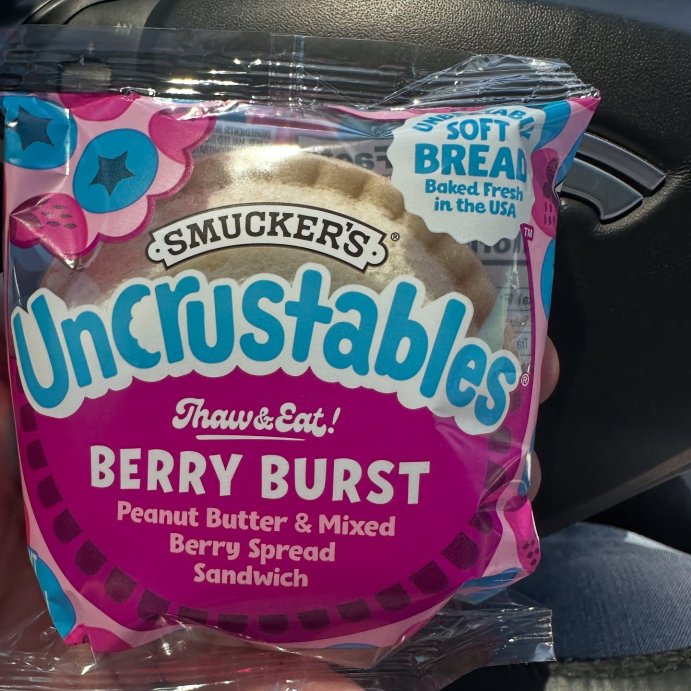 SOFT
BREAD
Baked Fresh
in the USA
SMUCKER'S®
Uncrustables®
Thaw & Eat!
BERRY BURST
Peanut Butter & Mixed
Berry Spread
Sandwich
TM